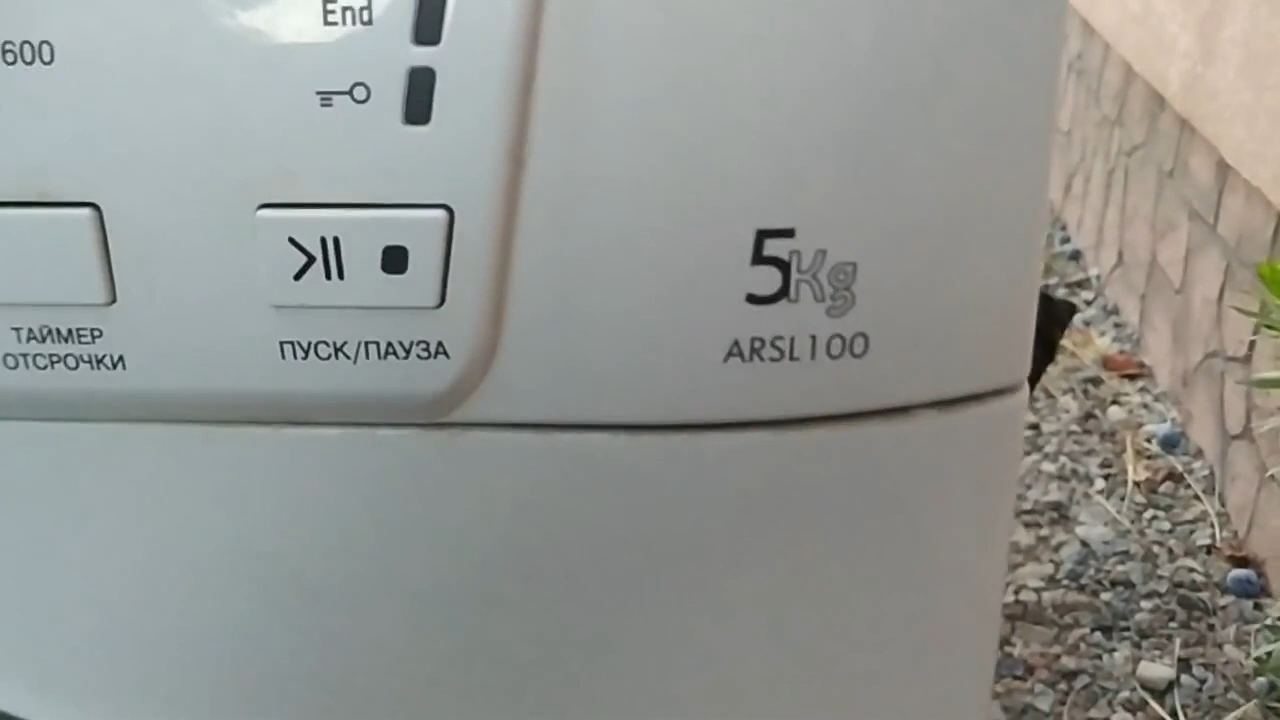 End
600
5Kg
ARSL100
ТАЙМЕР
ОТСРОЧКИ
ПУСК/ПАУЗА